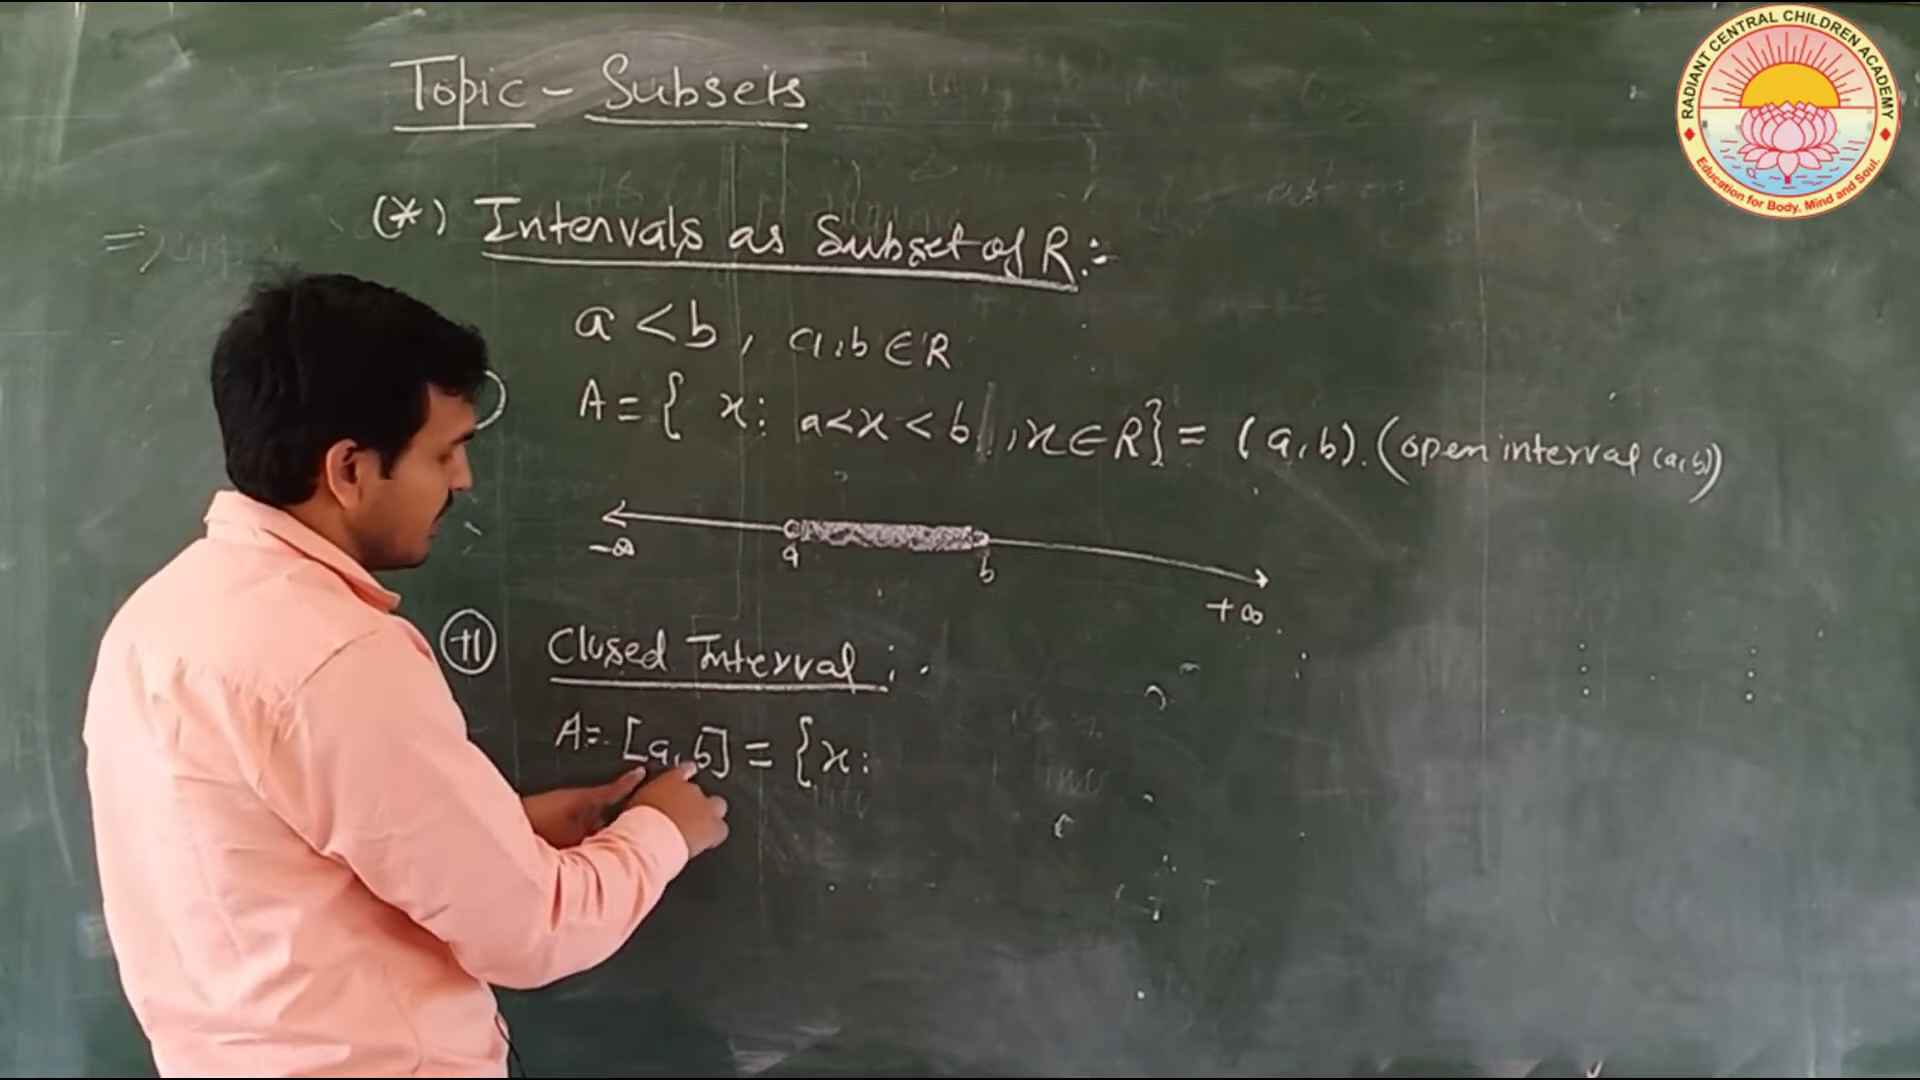 Topic - Subsets
(*) Intervals as Subset of R :-
a < b , a, b ∈ R
A = { x : a < x < b , x ∈ R } = (a, b). (open interval (a, b))
-∞ a b +∞
(ii) Closed Interval :-
A = [a, b] = { x :
RADIANT CENTRAL CHILDREN ACADEMY
Education for Body, Mind and Soul.